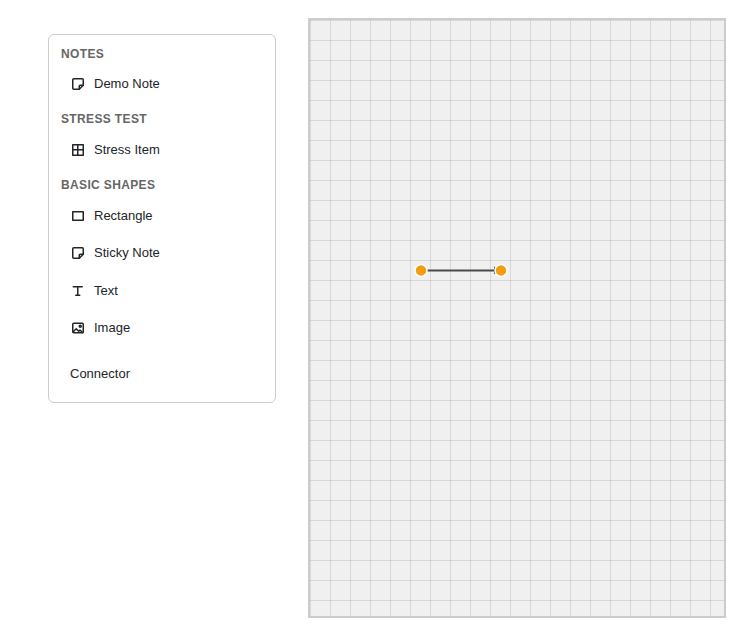 NOTES
Demo Note
STRESS TEST
Stress Item
BASIC SHAPES
Rectangle
Sticky Note
Text
Image
Connector